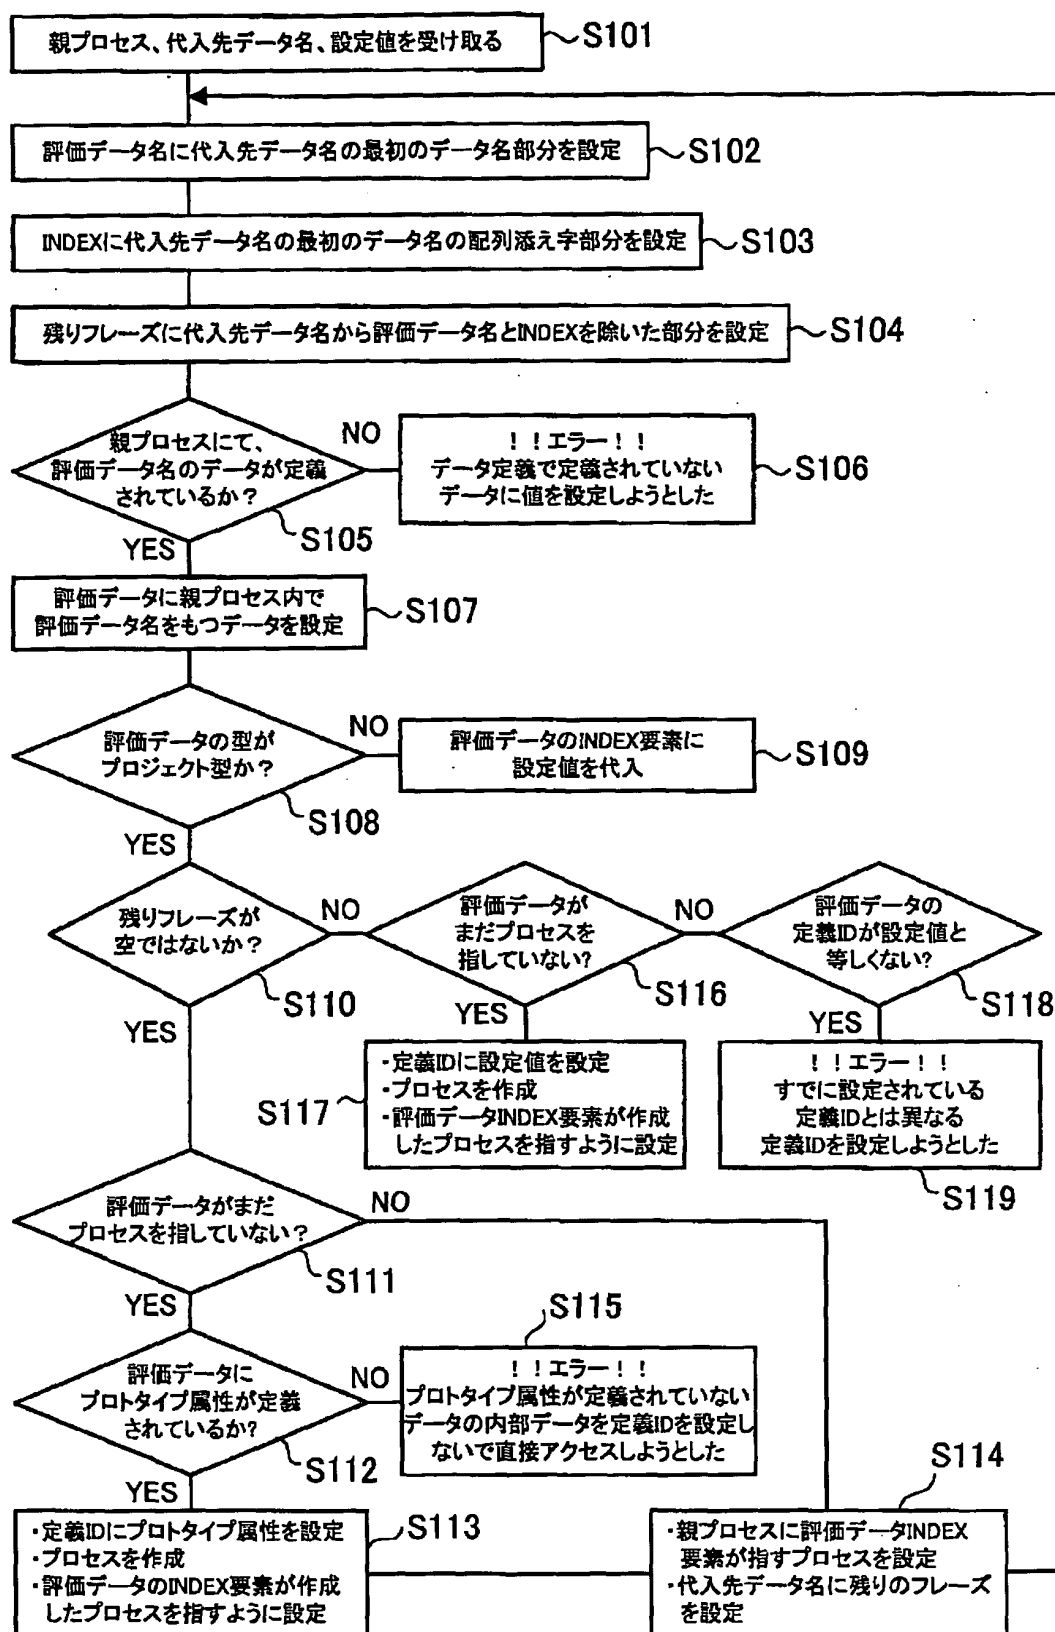 親プロセス、代入先データ名、設定値を受け取る
S101
評価データ名に代入先データ名の最初のデータ名部分を設定
S102
INDEXに代入先データ名の最初のデータ名の配列添え字部分を設定
S103
残りフレーズに代入先データ名から評価データ名とINDEXを除いた部分を設定
S104
親プロセスにて、
評価データ名のデータが定義
されているか？
S105
NO
YES
！！エラー！！
データ定義で定義されていない
データに値を設定しようとした
S106
評価データに親プロセス内で
評価データ名をもつデータを設定
S107
評価データの型が
プロジェクト型か？
S108
NO
YES
評価データのINDEX要素に
設定値を代入
S109
残りフレーズが
空ではないか？
S110
NO
YES
評価データが
まだプロセスを
指していない?
S116
NO
YES
評価データの
定義IDが設定値と
等しくない?
S118
YES
・定義IDに設定値を設定
・プロセスを作成
・評価データINDEX要素が作成
したプロセスを指すように設定
S117
！！エラー！！
すでに設定されている
定義IDとは異なる
定義IDを設定しようとした
S119
評価データがまだ
プロセスを指していない？
S111
NO
YES
評価データに
プロトタイプ属性が定義
されているか?
S112
NO
YES
S115
！！エラー！！
プロトタイプ属性が定義されていない
データの内部データを定義IDを設定し
ないで直接アクセスしようとした
・定義IDにプロトタイプ属性を設定
・プロセスを作成
・評価データのINDEX要素が作成
したプロセスを指すように設定
S113
S114
・親プロセスに評価データINDEX
要素が指すプロセスを設定
・代入先データ名に残りのフレーズ
を設定